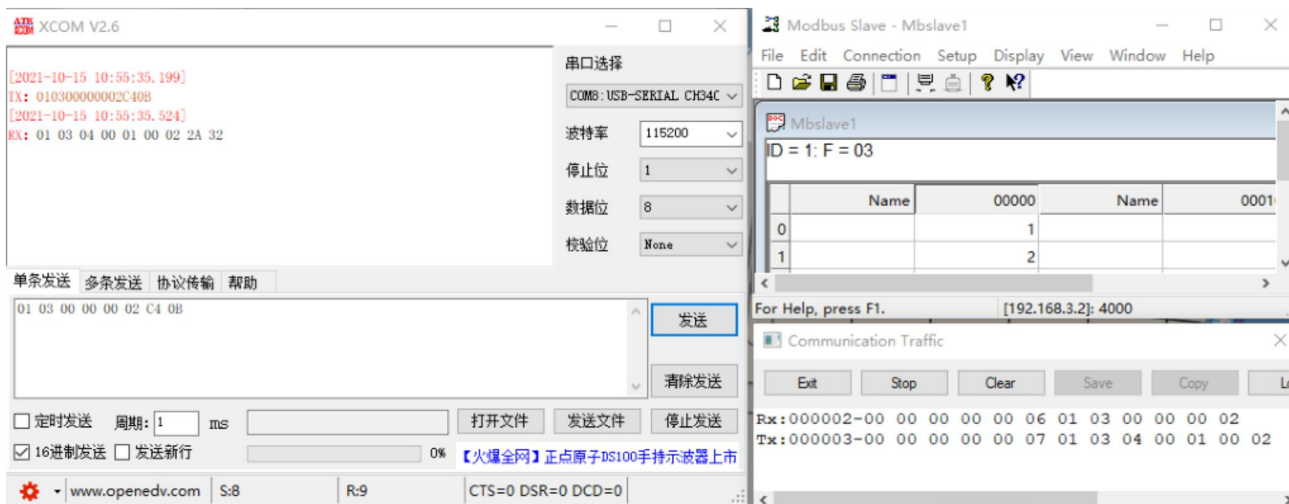 ATK XCOM XCOM V2.6
[2021-10-15 10:55:35.199]
TX: 010300000002C40B
[2021-10-15 10:55:35.524]
RX: 01 03 04 00 01 00 02 2A 32
串口选择
COM8:USB-SERIAL CH34C
波特率 115200
停止位 1
数据位 8
校验位 None
单条发送 多条发送 协议传输 帮助
01 03 00 00 00 02 C4 0B
发送
清除发送
定时发送 周期: 1 ms 打开文件 发送文件 停止发送
16进制发送 发送新行 0% 【火爆全网】正点原子DS100手持示波器上市
www.openedv.com S:8 R:9 CTS=0 DSR=0 DCD=0
Modbus Slave - Mbslave1
File Edit Connection Setup Display View Window Help
Mbslave1
ID = 1: F = 03
Name 00000 Name 0001
0 1
1 2
For Help, press F1. [192.168.3.2]: 4000
Communication Traffic
Exit Stop Clear Save Copy
Rx:000002-00 00 00 00 00 06 01 03 00 00 00 02
Tx:000003-00 00 00 00 00 07 01 03 04 00 01 00 02